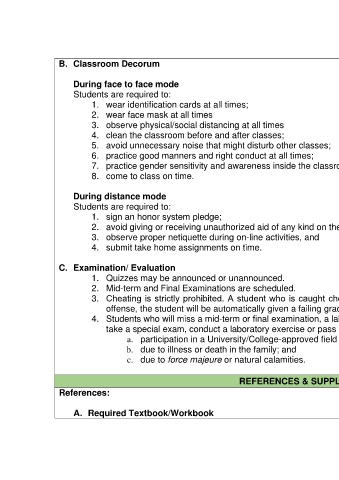 B. Classroom Decorum
During face to face mode
Students are required to:
1. wear identification cards at all times;
2. wear face mask at all times
3. observe physical/social distancing at all times
4. clean the classroom before and after classes;
5. avoid unnecessary noise that might disturb other classes;
6. practice good manners and right conduct at all times;
7. practice gender sensitivity and awareness inside the classro
8. come to class on time.
During distance mode
Students are required to:
1. sign an honor system pledge;
2. avoid giving or receiving unauthorized aid of any kind on the
3. observe proper netiquette during on-line activities, and
4. submit take home assignments on time.
C. Examination/ Evaluation
1. Quizzes may be announced or unannounced.
2. Mid-term and Final Examinations are scheduled.
3. Cheating is strictly prohibited. A student who is caught che
offense, the student will be automatically given a failing grad
4. Students who will miss a mid-term or final examination, a la
take a special exam, conduct a laboratory exercise or pass
a. participation in a University/College-approved field
b. due to illness or death in the family; and
c. due to force majeure or natural calamities.
REFERENCES & SUPPL
References:
A. Required Textbook/Workbook